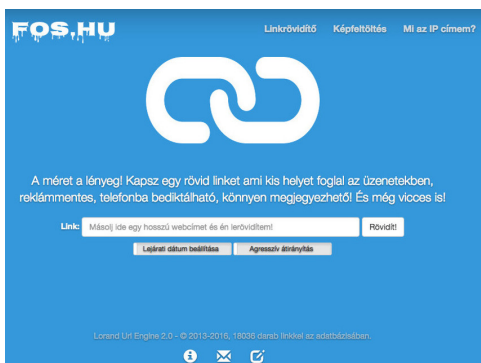 FOS.HU
Linkrövidítő Képfeltöltés Mi az IP címem?
A méret a lényeg! Kapsz egy rövid linket ami kis helyet foglal az üzenetekben,
reklámmentes, telefonba bediktálható, könnyen megjegyezhető! És még vicces is!
Link: Másolj ide egy hosszú webcímet és én lerövidítem! Rövidít!
Lejárati dátum beállítása Agresszív átirányítás
Lorand Url Engine 2.0 - © 2013-2016, 18036 darab linkkel az adatbázisában.